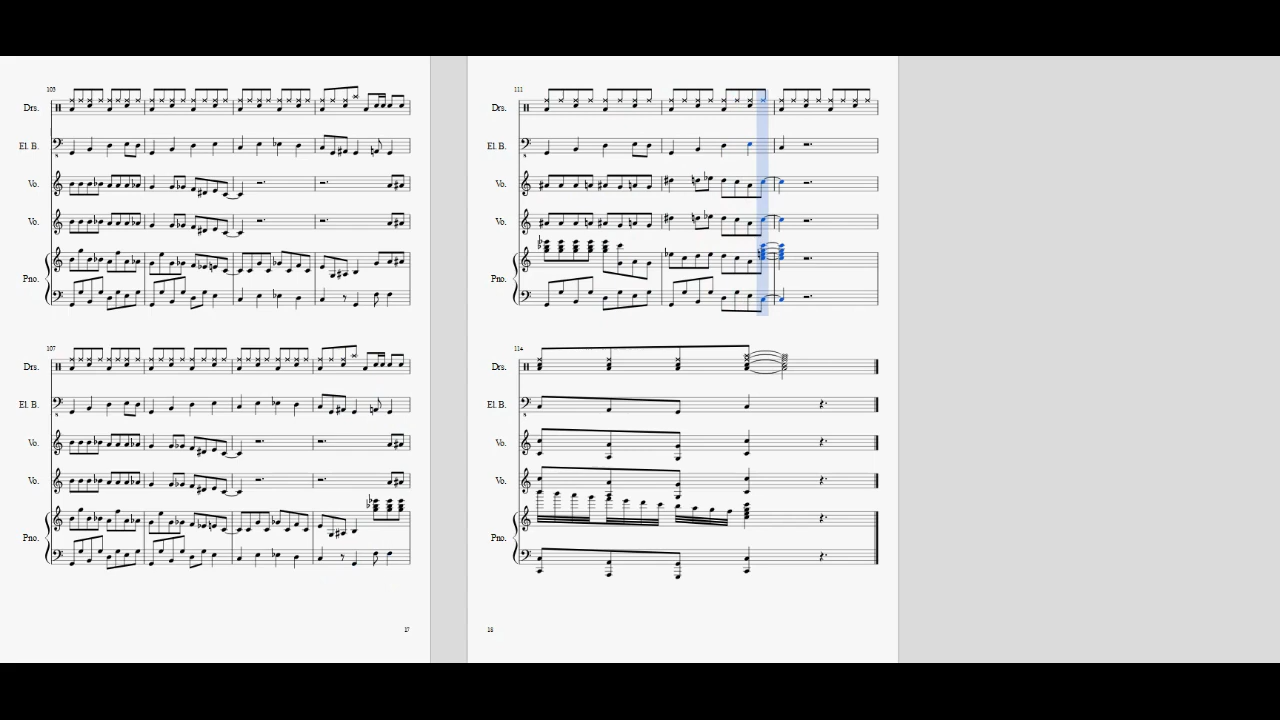 103
Drs.
El. B.
Vo.
Vo.
Pno.
107
Drs.
El. B.
Vo.
Vo.
Pno.
17
111
Drs.
El. B.
Vo.
Vo.
Pno.
114
Drs.
El. B.
Vo.
Vo.
Pno.
18